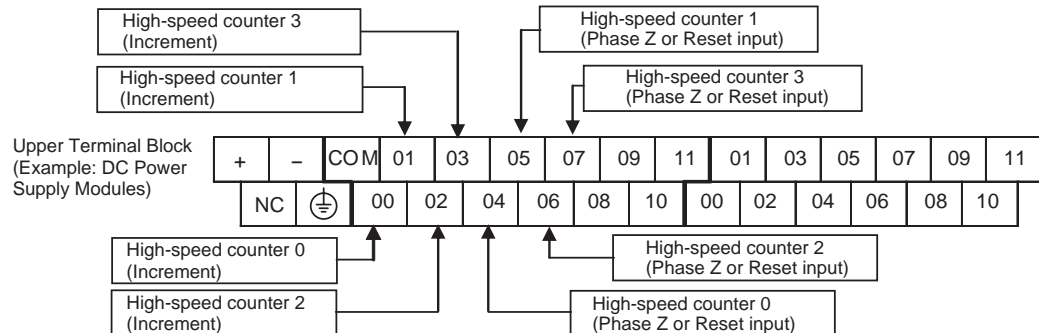 High-speed counter 3
(Increment)
High-speed counter 1
(Phase Z or Reset input)
High-speed counter 1
(Increment)
High-speed counter 3
(Phase Z or Reset input)
Upper Terminal Block
(Example: DC Power
Supply Modules)
+ – COM 01 03 05 07 09 11 01 03 05 07 09 11
NC 00 02 04 06 08 10 00 02 04 06 08 10
High-speed counter 0
(Increment)
High-speed counter 2
(Phase Z or Reset input)
High-speed counter 2
(Increment)
High-speed counter 0
(Phase Z or Reset input)